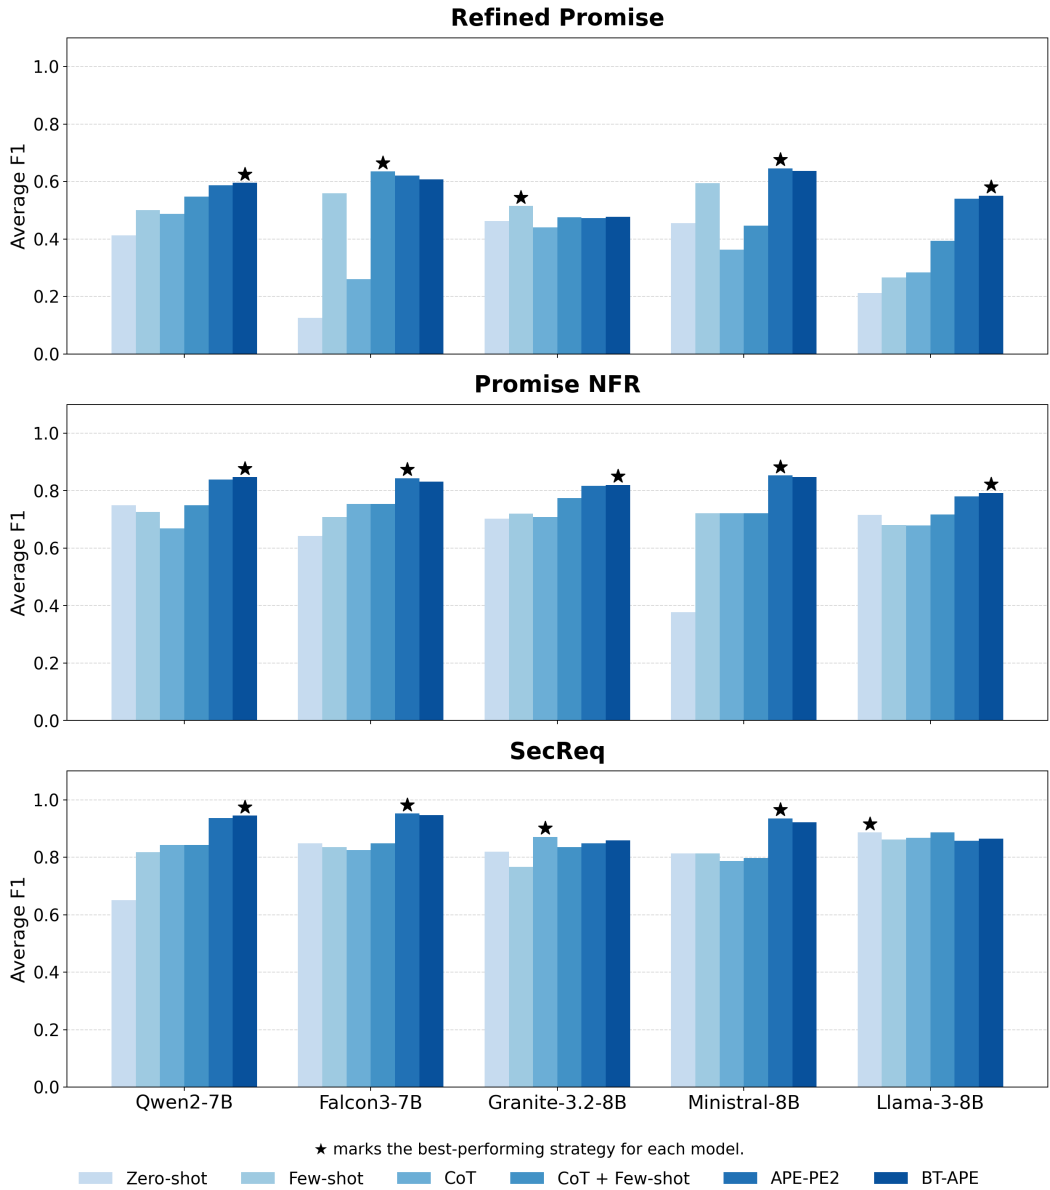 Refined Promise
Average F1
1.0
0.8
0.6
0.4
0.2
0.0
Promise NFR
Average F1
1.0
0.8
0.6
0.4
0.2
0.0
SecReq
Average F1
1.0
0.8
0.6
0.4
0.2
0.0
Qwen2-7B Falcon3-7B Granite-3.2-8B Ministral-8B Llama-3-8B
★ marks the best-performing strategy for each model.
Zero-shot Few-shot CoT CoT + Few-shot APE-PE2 BT-APE